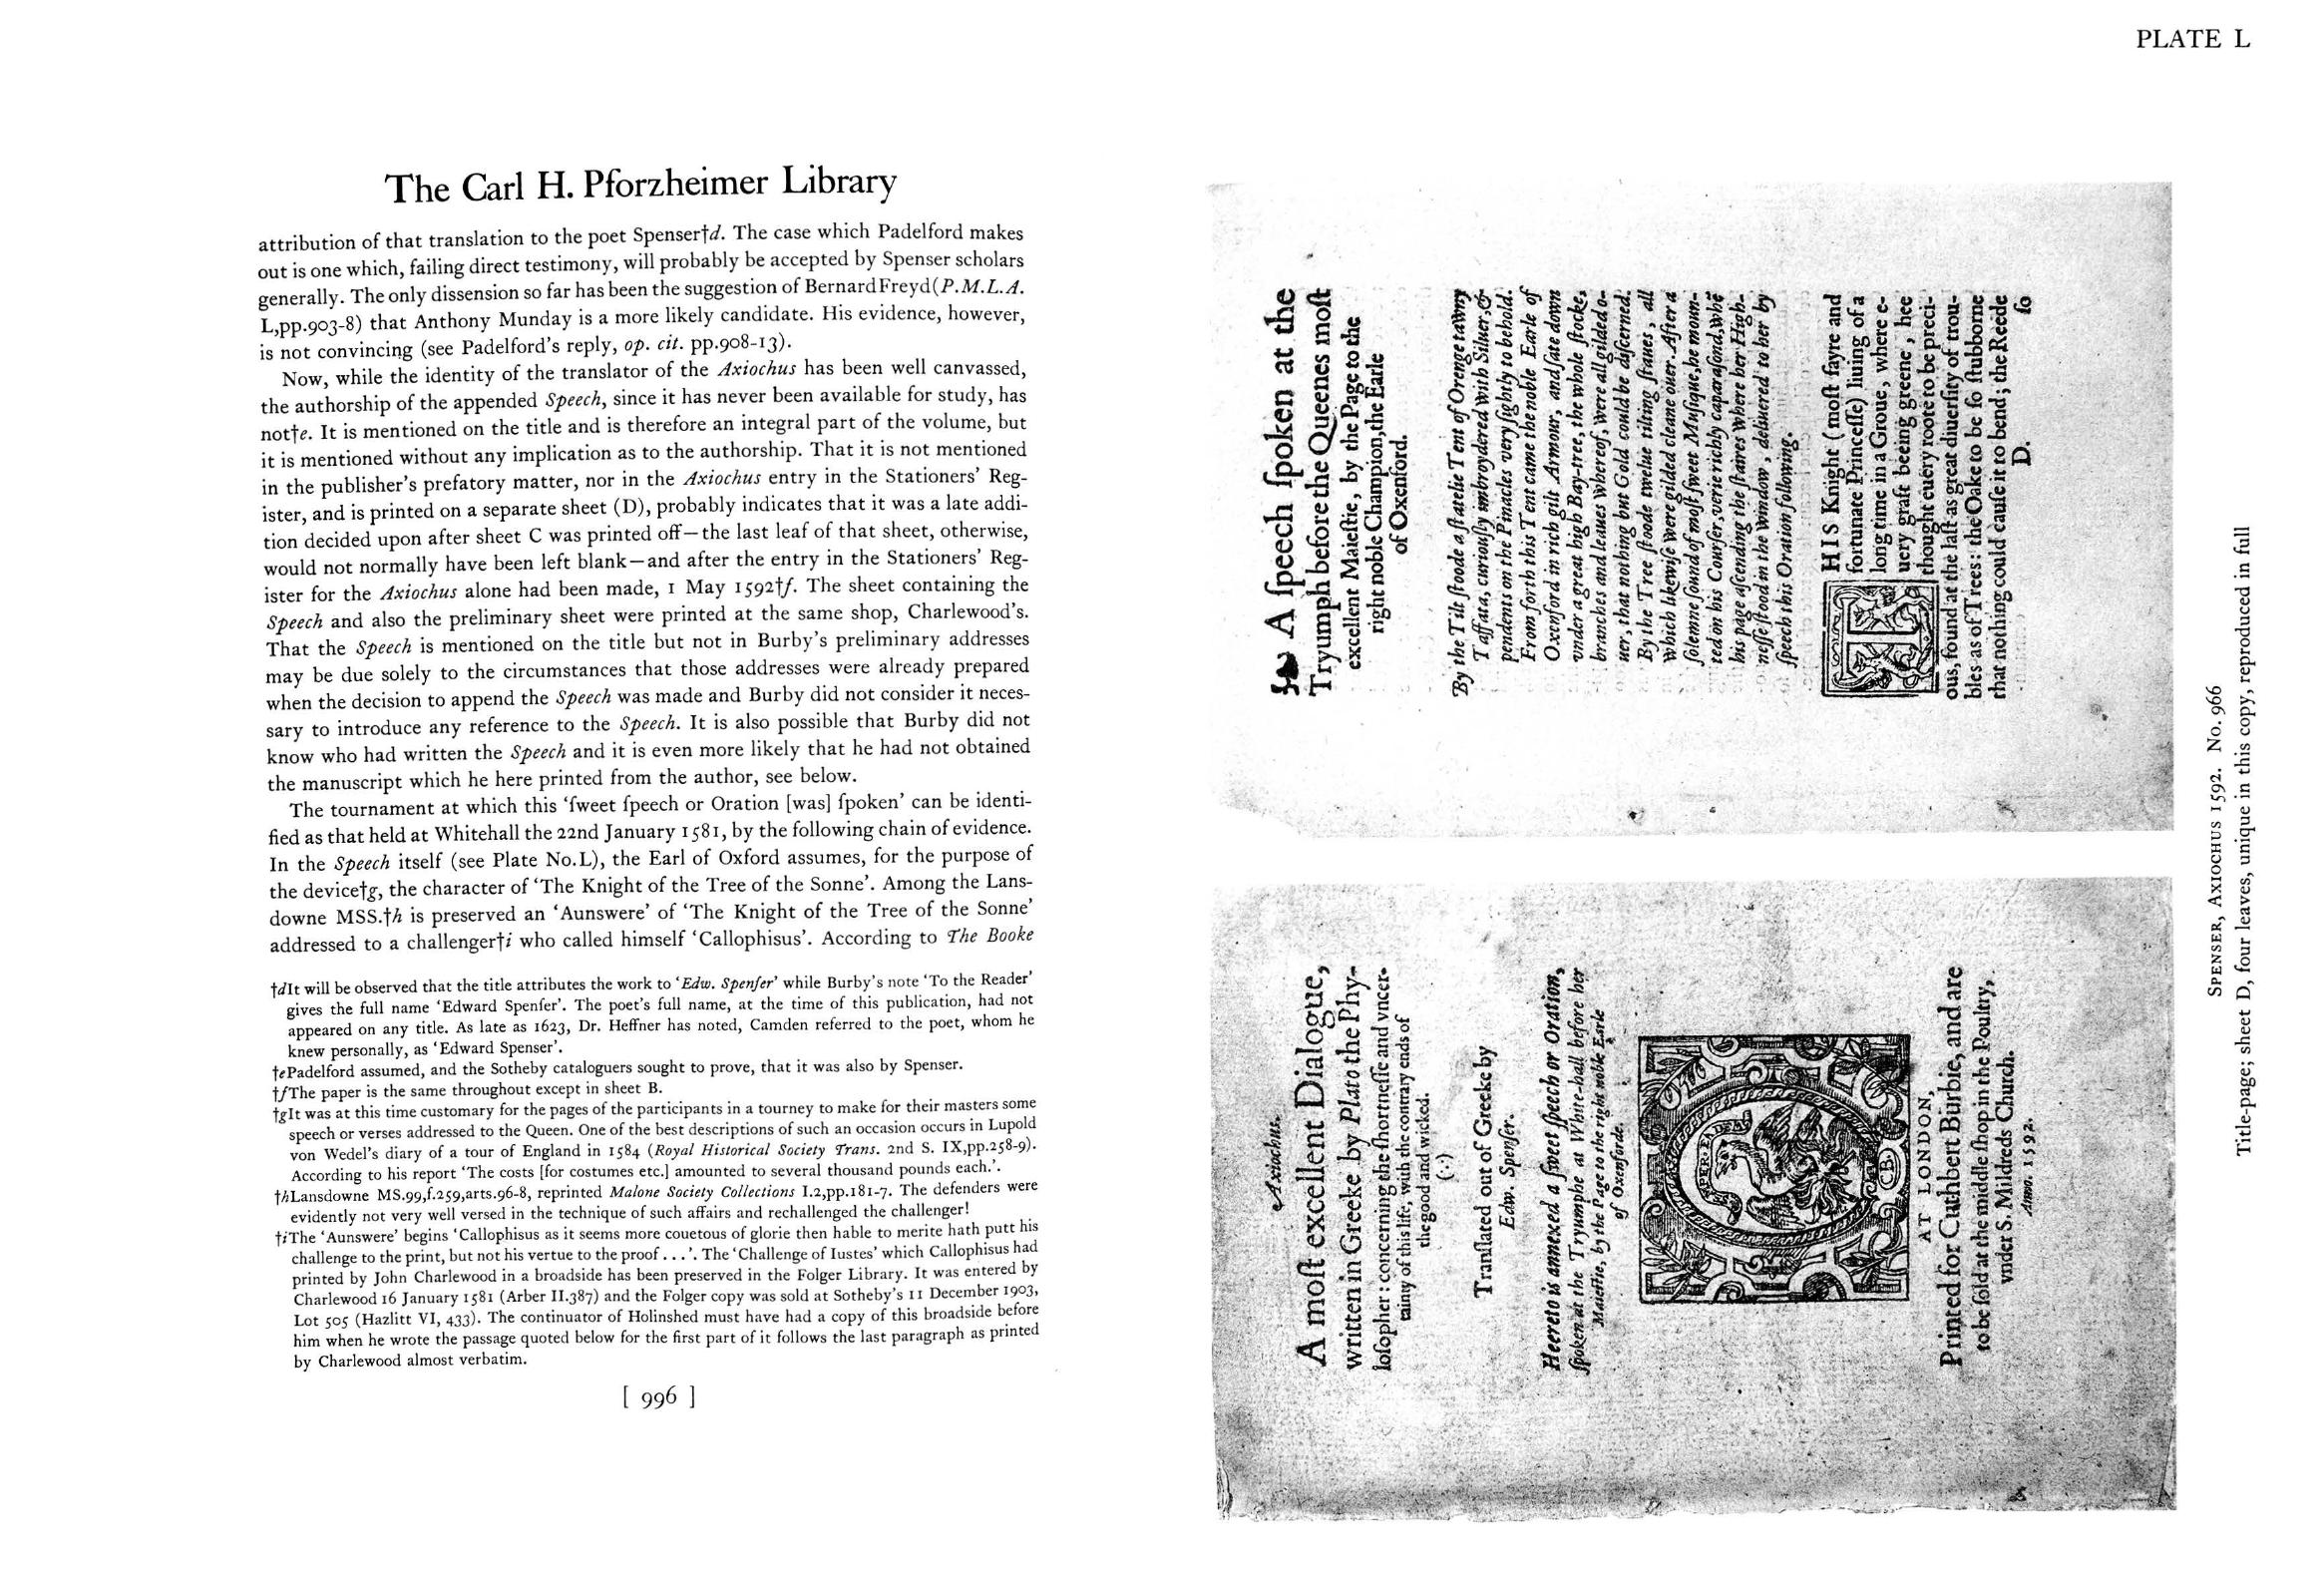 The Carl H. Pforzheimer Library
attribution of that translation to the poet Spenser†d. The case which Padelford makes
out is one which, failing direct testimony, will probably be accepted by Spenser scholars
generally. The only dissension so far has been the suggestion of Bernard Freyd (P.M.L.A.
L,pp.903-8) that Anthony Munday is a more likely candidate. His evidence, however,
is not convincing (see Padelford's reply, op. cit. pp.908-13).
Now, while the identity of the translator of the Axiochus has been well canvassed,
the authorship of the appended Speech, since it has never been available for study, has
not†e. It is mentioned on the title and is therefore an integral part of the volume, but
it is mentioned without any implication as to the authorship. That it is not mentioned
in the publisher's prefatory matter, nor in the Axiochus entry in the Stationers' Reg-
ister, and is printed on a separate sheet (D), probably indicates that it was a late addi-
tion decided upon after sheet C was printed off—the last leaf of that sheet, otherwise,
would not normally have been left blank—and after the entry in the Stationers' Reg-
ister for the Axiochus alone had been made, 1 May 1592†f. The sheet containing the
Speech and also the preliminary sheet were printed at the same shop, Charlewood's.
That the Speech is mentioned on the title but not in Burby's preliminary addresses
may be due solely to the circumstances that those addresses were already prepared
when the decision to append the Speech was made and Burby did not consider it neces-
sary to introduce any reference to the Speech. It is also possible that Burby did not
know who had written the Speech and it is even more likely that he had not obtained
the manuscript which he here printed from the author, see below.
The tournament at which this 'ſweet ſpeech or Oration [was] ſpoken' can be identi-
fied as that held at Whitehall the 22nd January 1581, by the following chain of evidence.
In the Speech itself (see Plate No.L), the Earl of Oxford assumes, for the purpose of
the device†g, the character of 'The Knight of the Tree of the Sonne'. Among the Lans-
downe MSS.†h is preserved an 'Aunswere' of 'The Knight of the Tree of the Sonne'
addressed to a challenger†i who called himself 'Callophisus'. According to The Booke
†dIt will be observed that the title attributes the work to 'Edw. Spenſer' while Burby's note 'To the Reader'
gives the full name 'Edward Spenſer'. The poet's full name, at the time of this publication, had not
appeared on any title. As late as 1623, Dr. Heffner has noted, Camden referred to the poet, whom he
knew personally, as 'Edward Spenser'.
†ePadelford assumed, and the Sotheby cataloguers sought to prove, that it was also by Spenser.
†fThe paper is the same throughout except in sheet B.
†gIt was at this time customary for the pages of the participants in a tourney to make for their masters some
speech or verses addressed to the Queen. One of the best descriptions of such an occasion occurs in Lupold
von Wedel's diary of a tour of England in 1584 (Royal Historical Society Trans. 2nd S. IX,pp.258-9).
According to his report 'The costs [for costumes etc.] amounted to several thousand pounds each.'.
†hLansdowne MS.99,f.259,arts.96-8, reprinted Malone Society Collections I.2,pp.181-7. The defenders were
evidently not very well versed in the technique of such affairs and rechallenged the challenger!
†iThe 'Aunswere' begins 'Callophisus as it seems more couetous of glorie then hable to merite hath putt his
challenge to the print, but not his vertue to the proof . . .'. The 'Challenge of Iustes' which Callophisus had
printed by John Charlewood in a broadside has been preserved in the Folger Library. It was entered by
Charlewood 16 January 1581 (Arber II.387) and the Folger copy was sold at Sotheby's 11 December 1903,
Lot 505 (Hazlitt VI, 433). The continuator of Holinshed must have had a copy of this broadside before
him when he wrote the passage quoted below for the first part of it follows the last paragraph as printed
by Charlewood almost verbatim.
[ 996 ]
PLATE L
Axiochus.
A moſt excellent Dialogue,
written in Greeke by Plato the Phy-
loſopher : concerning the ſhortneſſe and vncer-
tainty of this life, with the contrary ends of
the good and wicked.
(∵)
Tranſlated out of Greeke by
Edw. Spenſer.
Heereto is annexed a ſweet ſpeech or Oration,
ſpoken at the Tryumphe at White-hall before her
Maieſtie, by the Page to the right noble Earle
of Oxenforde.
C. B.
AT LONDON,
Printed for Cuthbert Burbie, and are
to be ſold at the middle ſhop in the Poultry,
vnder S. Mildreds Church.
Anno. 1592.
A ſpeech ſpoken at the
Tryumph before the Queenes moſt
excellent Maieſtie, by the Page to the
right noble Champion, the Earle
of Oxenford.
By the Tilt ſtoode a ſtatelie Tent of Orenge tawny
Taffata, curiouſly imbroydered with Siluer, &
pendents on the Pinacles very ſightly to behold.
From forth this Tent came the noble Earle of
Oxenford in rich gilt Armour, and ſate down
vnder a great high Bay-tree, the whole ſtocke,
branches and leaues whereof, were all gilded o-
uer, that nothing but Gold could be diſcerned.
By the Tree ſtoode twelue tilting ſtaues, all
which likewiſe were gilded cleane ouer. After a
ſolemne ſound of moſt ſweet Muſique, he moun-
ted on his Courſer, verie richly caparaſond, whē
his page aſcending the ſtaires where her High-
neſſe ſtood in the Window, deliuered to her by
ſpeech this Oration following.
THIS Knight (moſt fayre and
fortunate Princeſſe) liuing of a
long time in a Groue, where e-
uery graft beeing greene, hee
thought euery roote to be preci-
ous, found at the laſt as great diuerſity of trou-
bles as of Trees: the Oake to be ſo ſtubborne
that nothing could cauſe it to bend; the Reede
D. ſo
SPENSER, AXIOCHUS 1592. No. 966
Title-page; sheet D, four leaves, unique in this copy, reproduced in full